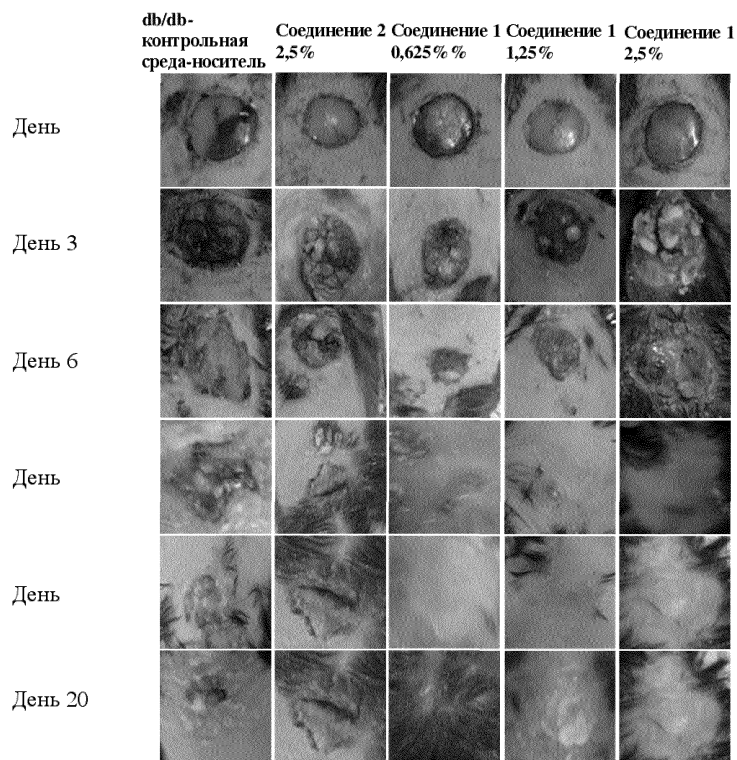 db/db-
контрольная
среда-носитель
Соединение 2
2,5%
Соединение 1
0,625% %
Соединение 1
1,25%
Соединение 1
2,5%
День
День 3
День 6
День
День
День 20